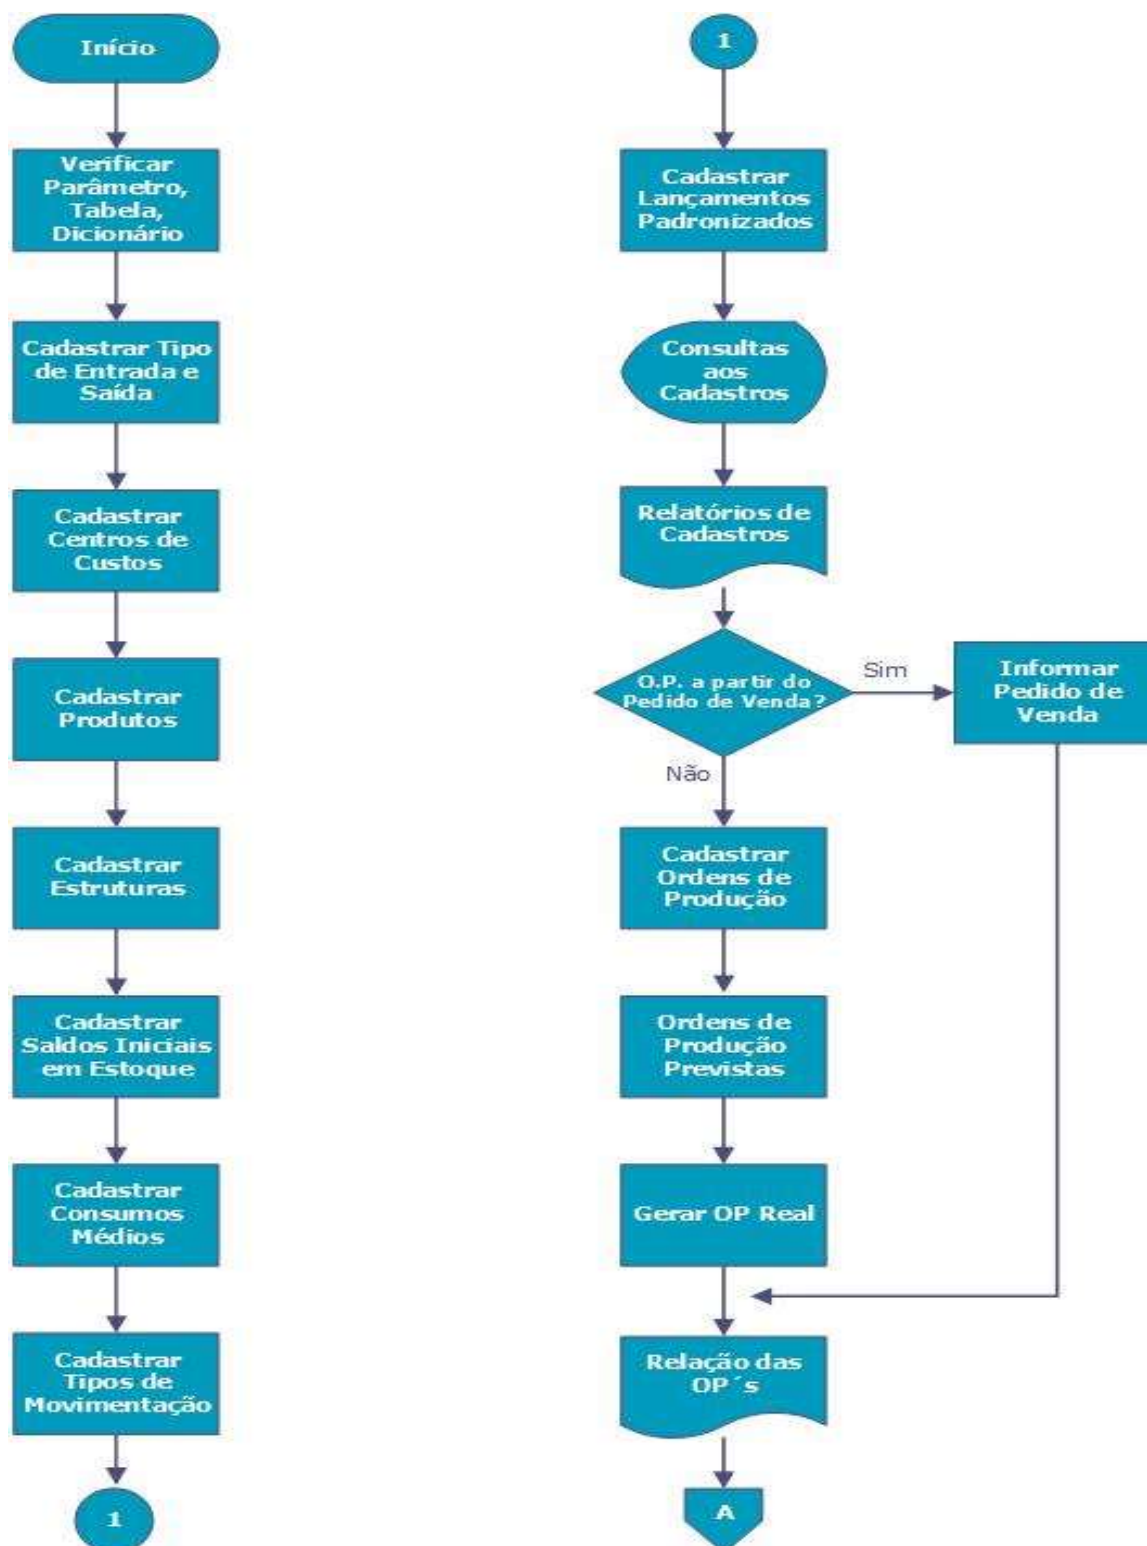 Início
Verificar
Parâmetro,
Tabela,
Dicionário
Cadastrar Tipo
de Entrada e
Saída
Cadastrar
Centros de
Custos
Cadastrar
Produtos
Cadastrar
Estruturas
Cadastrar
Saldos Iniciais
em Estoque
Cadastrar
Consumos
Médios
Cadastrar
Tipos de
Movimentação
1
1
Cadastrar
Lançamentos
Padronizados
Consultas
aos
Cadastros
Relatórios de
Cadastros
O.P. a partir do
Pedido de Venda?
Sim
Informar
Pedido de
Venda
Não
Cadastrar
Ordens de
Produção
Ordens de
Produção
Previstas
Gerar OP Real
Relação das
OP´s
A